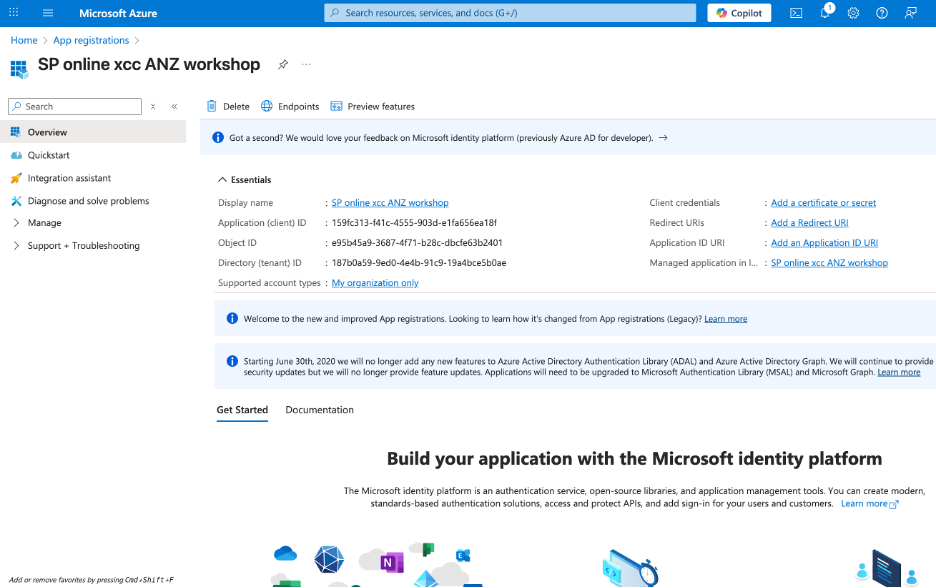 Microsoft Azure
Search resources, services, and docs (G+/)
Copilot
1
Home > App registrations >
SP online xcc ANZ workshop
Search
Delete Endpoints Preview features
Overview
Quickstart
Integration assistant
Diagnose and solve problems
Manage
Support + Troubleshooting
Got a second? We would love your feedback on Microsoft identity platform (previously Azure AD for developer). →
Essentials
Display name : SP online xcc ANZ workshop
Application (client) ID : 159fc313-f41c-4555-903d-e1fa656ea18f
Object ID : e95b45a9-3687-4f71-b28c-dbcfe63b2401
Directory (tenant) ID : 187b0a59-9ed0-4e4b-91c9-19a4bce5b0ae
Supported account types : My organization only
Client credentials : Add a certificate or secret
Redirect URIs : Add a Redirect URI
Application ID URI : Add an Application ID URI
Managed application in l... : SP online xcc ANZ workshop
Welcome to the new and improved App registrations. Looking to learn how it's changed from App registrations (Legacy)? Learn more
Starting June 30th, 2020 we will no longer add any new features to Azure Active Directory Authentication Library (ADAL) and Azure Active Directory Graph. We will continue to provide
security updates but we will no longer provide feature updates. Applications will need to be upgraded to Microsoft Authentication Library (MSAL) and Microsoft Graph. Learn more
Get Started Documentation
Build your application with the Microsoft identity platform
The Microsoft identity platform is an authentication service, open-source libraries, and application management tools. You can create modern,
standards-based authentication solutions, access and protect APIs, and add sign-in for your users and customers. Learn more
N
E
Add or remove favorites by pressing Cmd+Shift+F